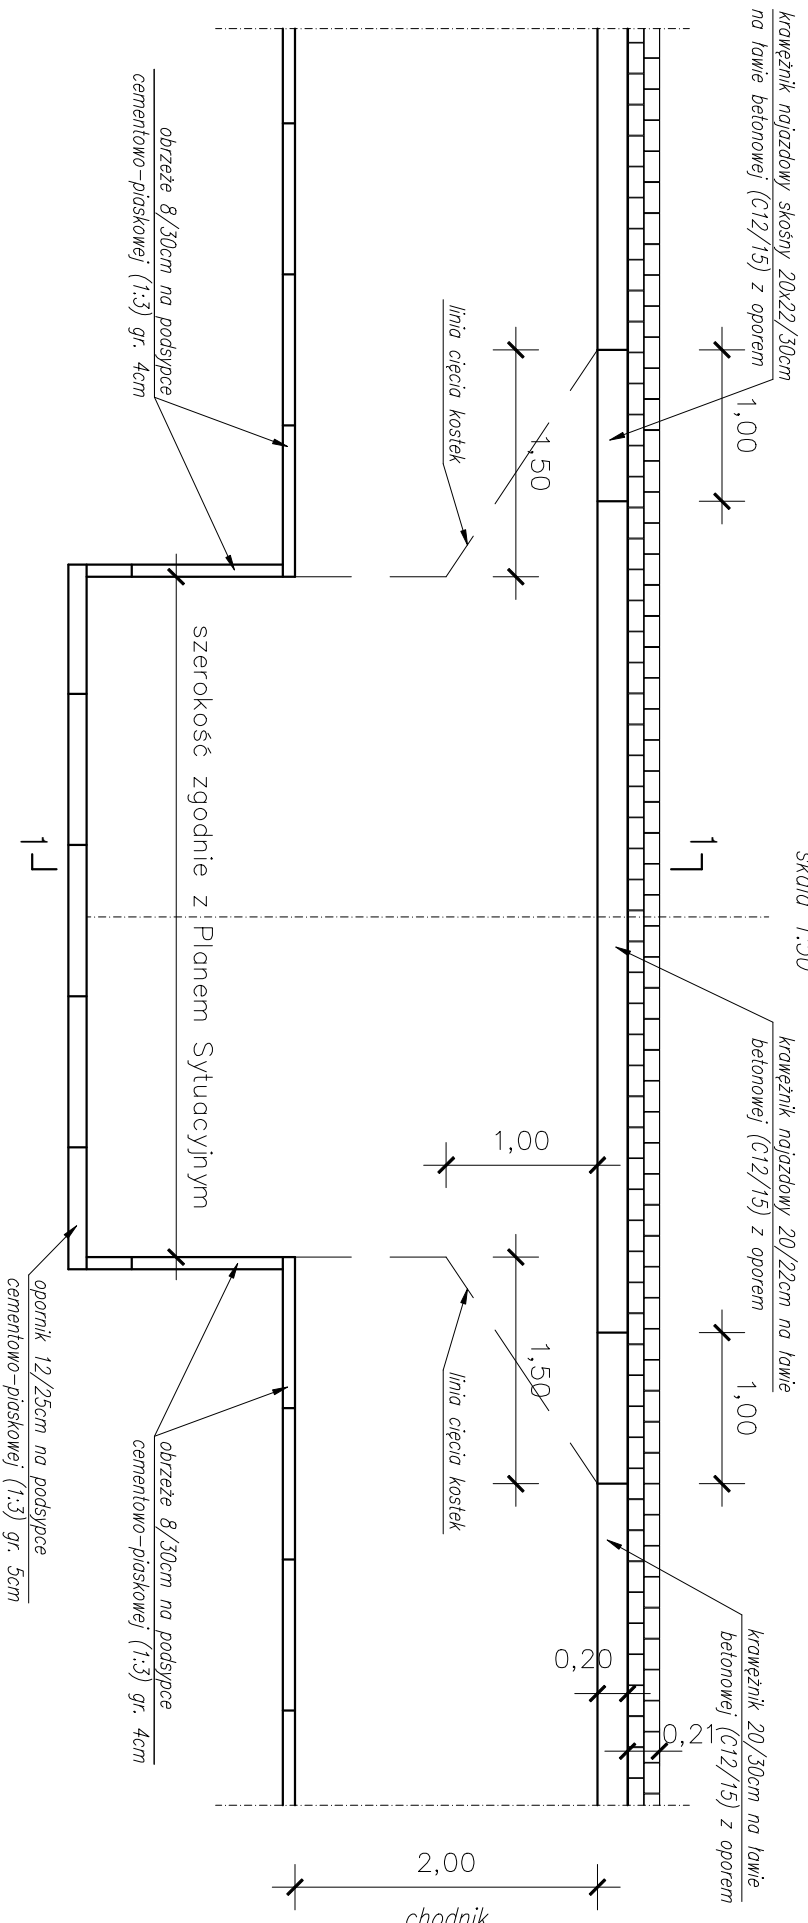 skala 1:50
krawężnik najazdowy skośny 20x22/30cm
na ławie betonowej (C12/15) z oporem
krawężnik najazdowy 20/22cm na ławie
betonowej (C12/15) z oporem
krawężnik 20/30cm na ławie
betonowej (C12/15) z oporem
1,00
1,00
1
0,21
0,20
1,50
1,50
1,00
linia cięcia kostek
linia cięcia kostek
2,00
chodnik
szerokość zgodnie z Planem Sytuacyjnym
obrzeże 8/30cm na podsypce
cementowo-piaskowej (1:3) gr. 4cm
obrzeże 8/30cm na podsypce
cementowo-piaskowej (1:3) gr. 4cm
1
opornik 12/25cm na podsypce
cementowo-piaskowej (1:3) gr. 5cm